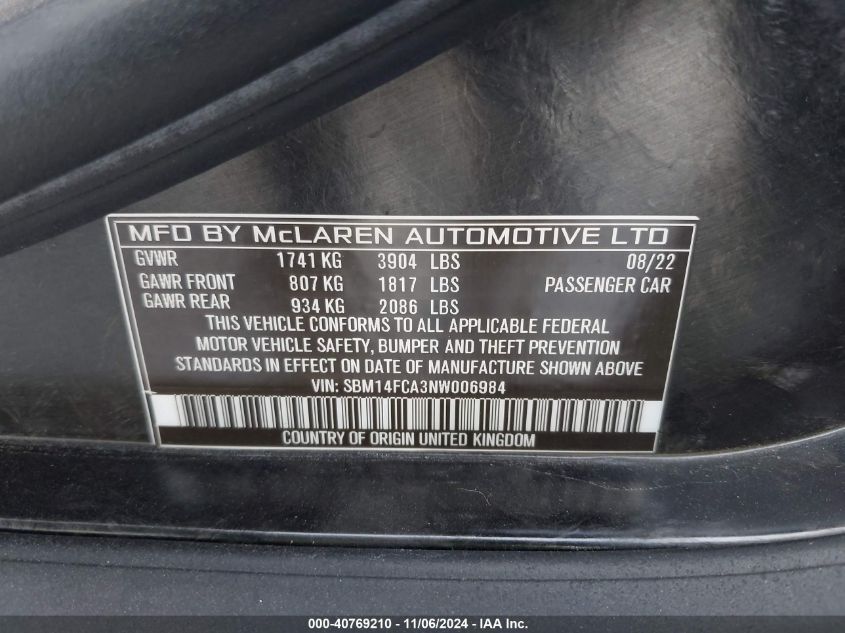 MFD BY McLAREN AUTOMOTIVE LTD
GVWR 1741 KG 3904 LBS 08/22
GAWR FRONT 807 KG 1817 LBS PASSENGER CAR
GAWR REAR 934 KG 2086 LBS
THIS VEHICLE CONFORMS TO ALL APPLICABLE FEDERAL
MOTOR VEHICLE SAFETY, BUMPER AND THEFT PREVENTION
STANDARDS IN EFFECT ON DATE OF MANUFACTURE SHOWN ABOVE
VIN: SBM14FCA3NW006984
COUNTRY OF ORIGIN UNITED KINGDOM
000-40769210 - 11/06/2024 - IAA Inc.